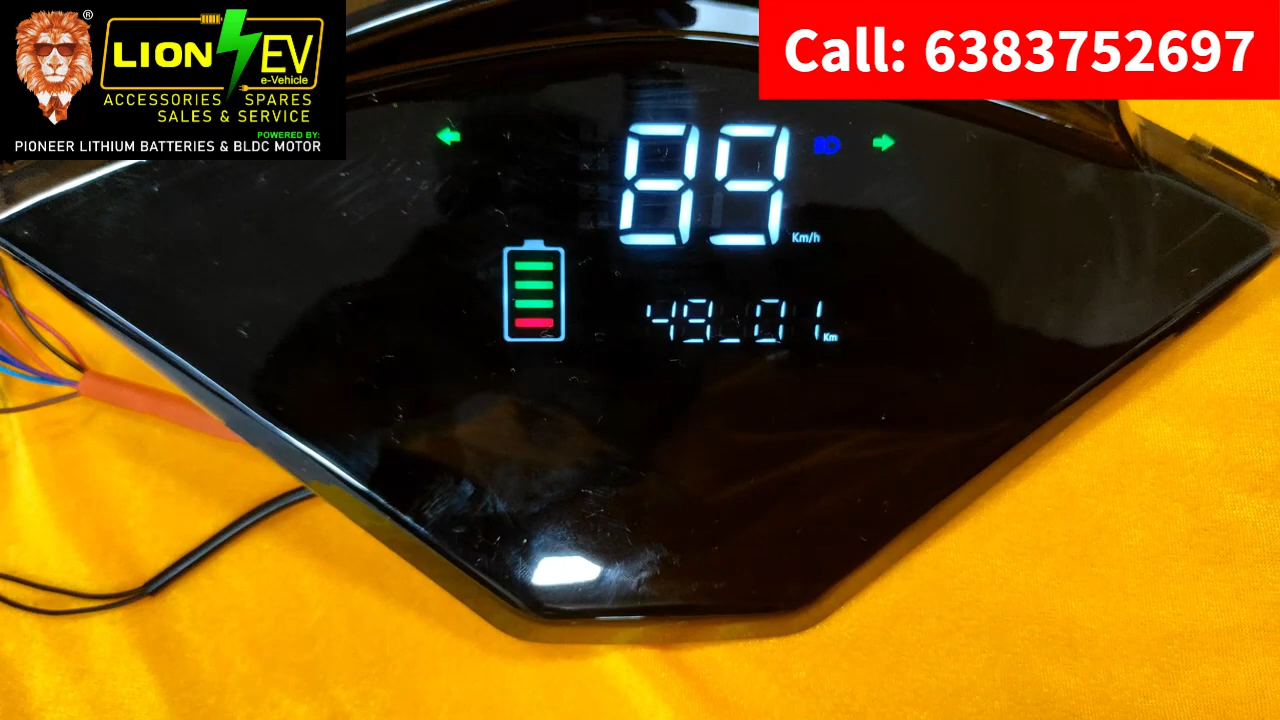 ®
LION EV
e-Vehicle
ACCESSORIES SPARES
SALES & SERVICE
POWERED BY:
PIONEER LITHIUM BATTERIES & BLDC MOTOR
Call: 6383752697
89
Km/h
49_01
Km